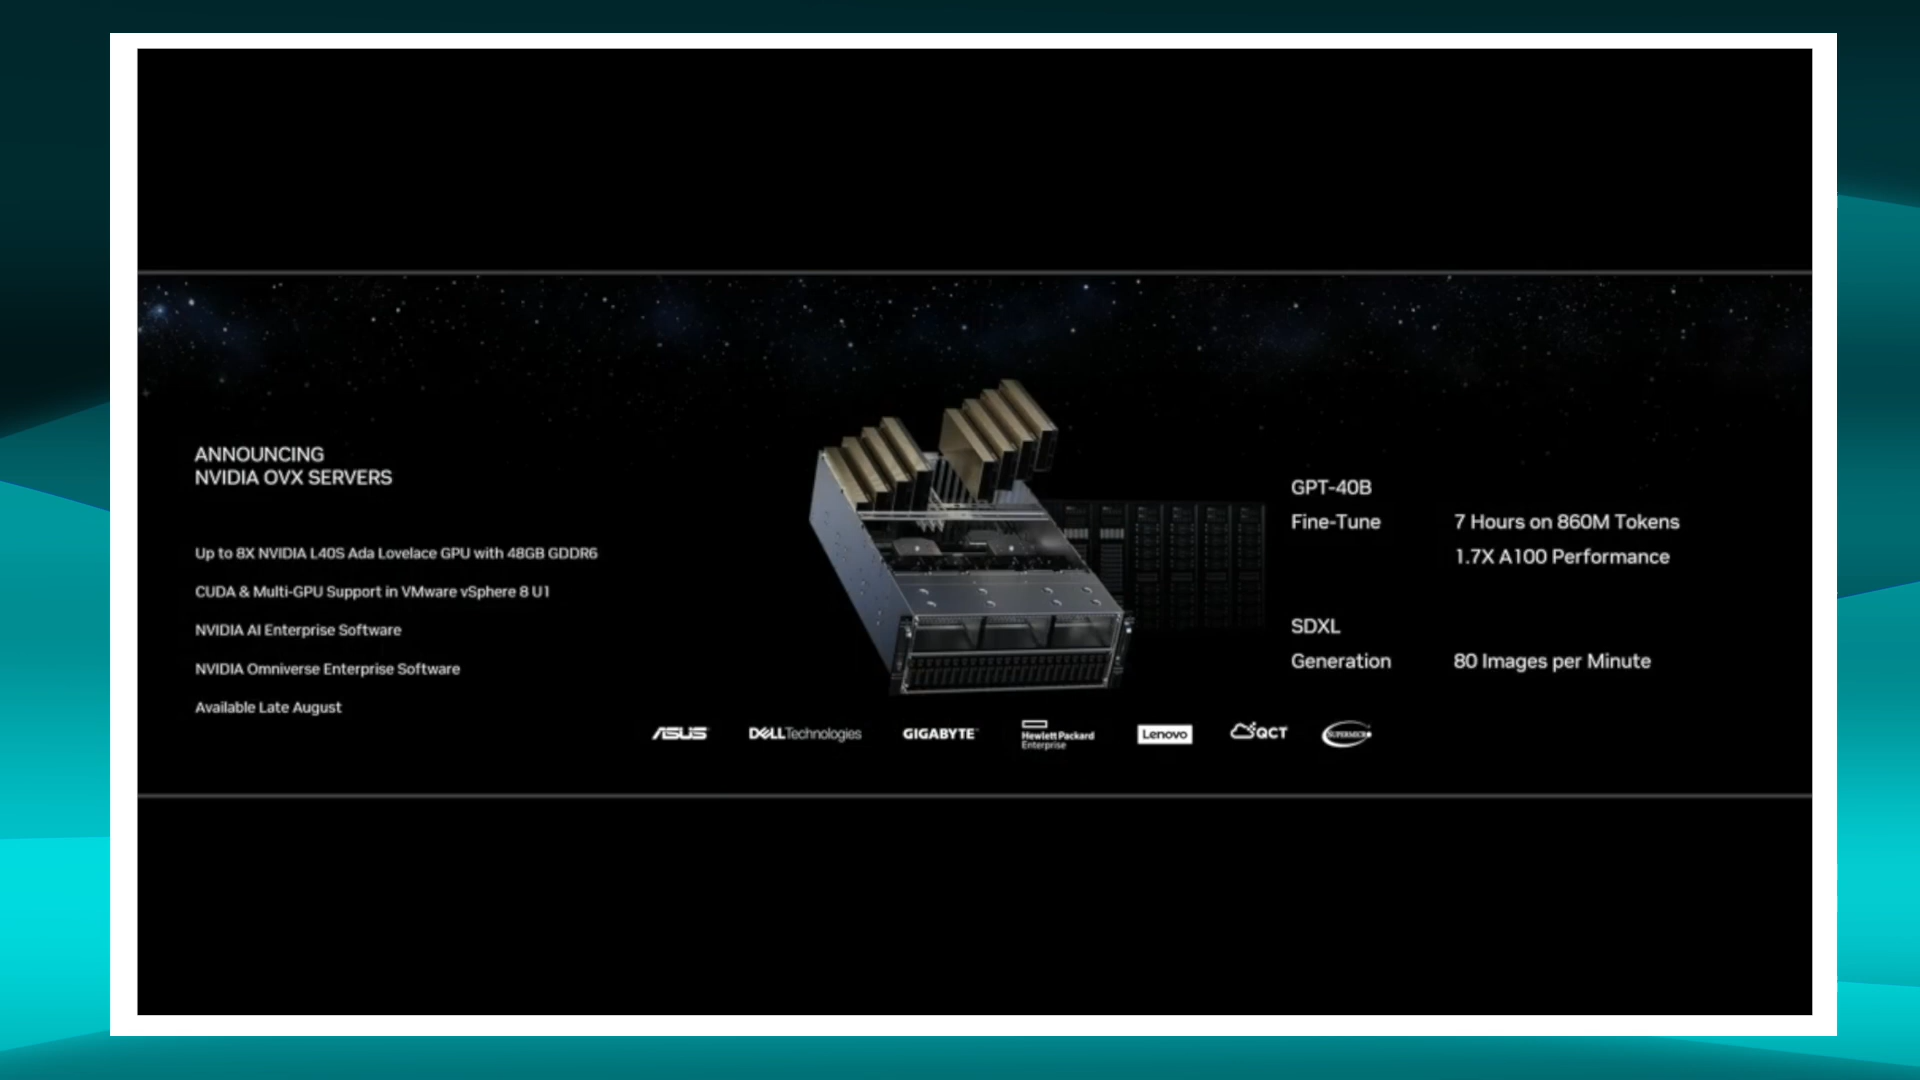 ANNOUNCING
NVIDIA OVX SERVERS
Up to 8X NVIDIA L40S Ada Lovelace GPU with 48GB GDDR6
CUDA & Multi-GPU Support in VMware vSphere 8 U1
NVIDIA AI Enterprise Software
NVIDIA Omniverse Enterprise Software
Available Late August
GPT-40B
Fine-Tune 7 Hours on 860M Tokens
1.7X A100 Performance
SDXL
Generation 80 Images per Minute
ASUS DELLTechnologies GIGABYTE Hewlett Packard Enterprise Lenovo QCT SUPERMICRO